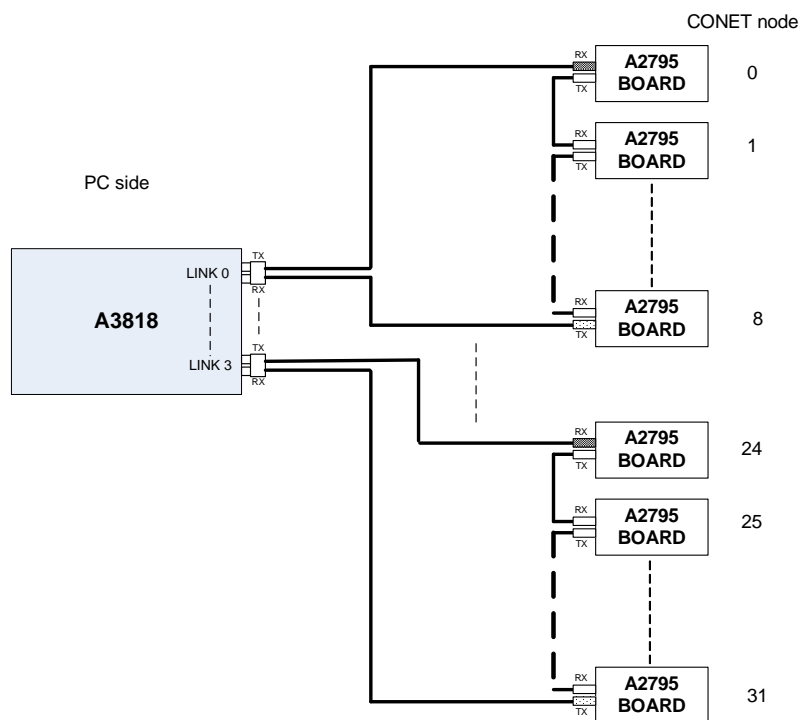 CONET node
RX
A2795
BOARD
TX
0
RX
A2795
BOARD
TX
1
PC side
A3818
LINK 0
TX
RX
LINK 3
TX
RX
RX
A2795
BOARD
TX
8
RX
A2795
BOARD
TX
24
RX
A2795
BOARD
TX
25
RX
A2795
BOARD
TX
31